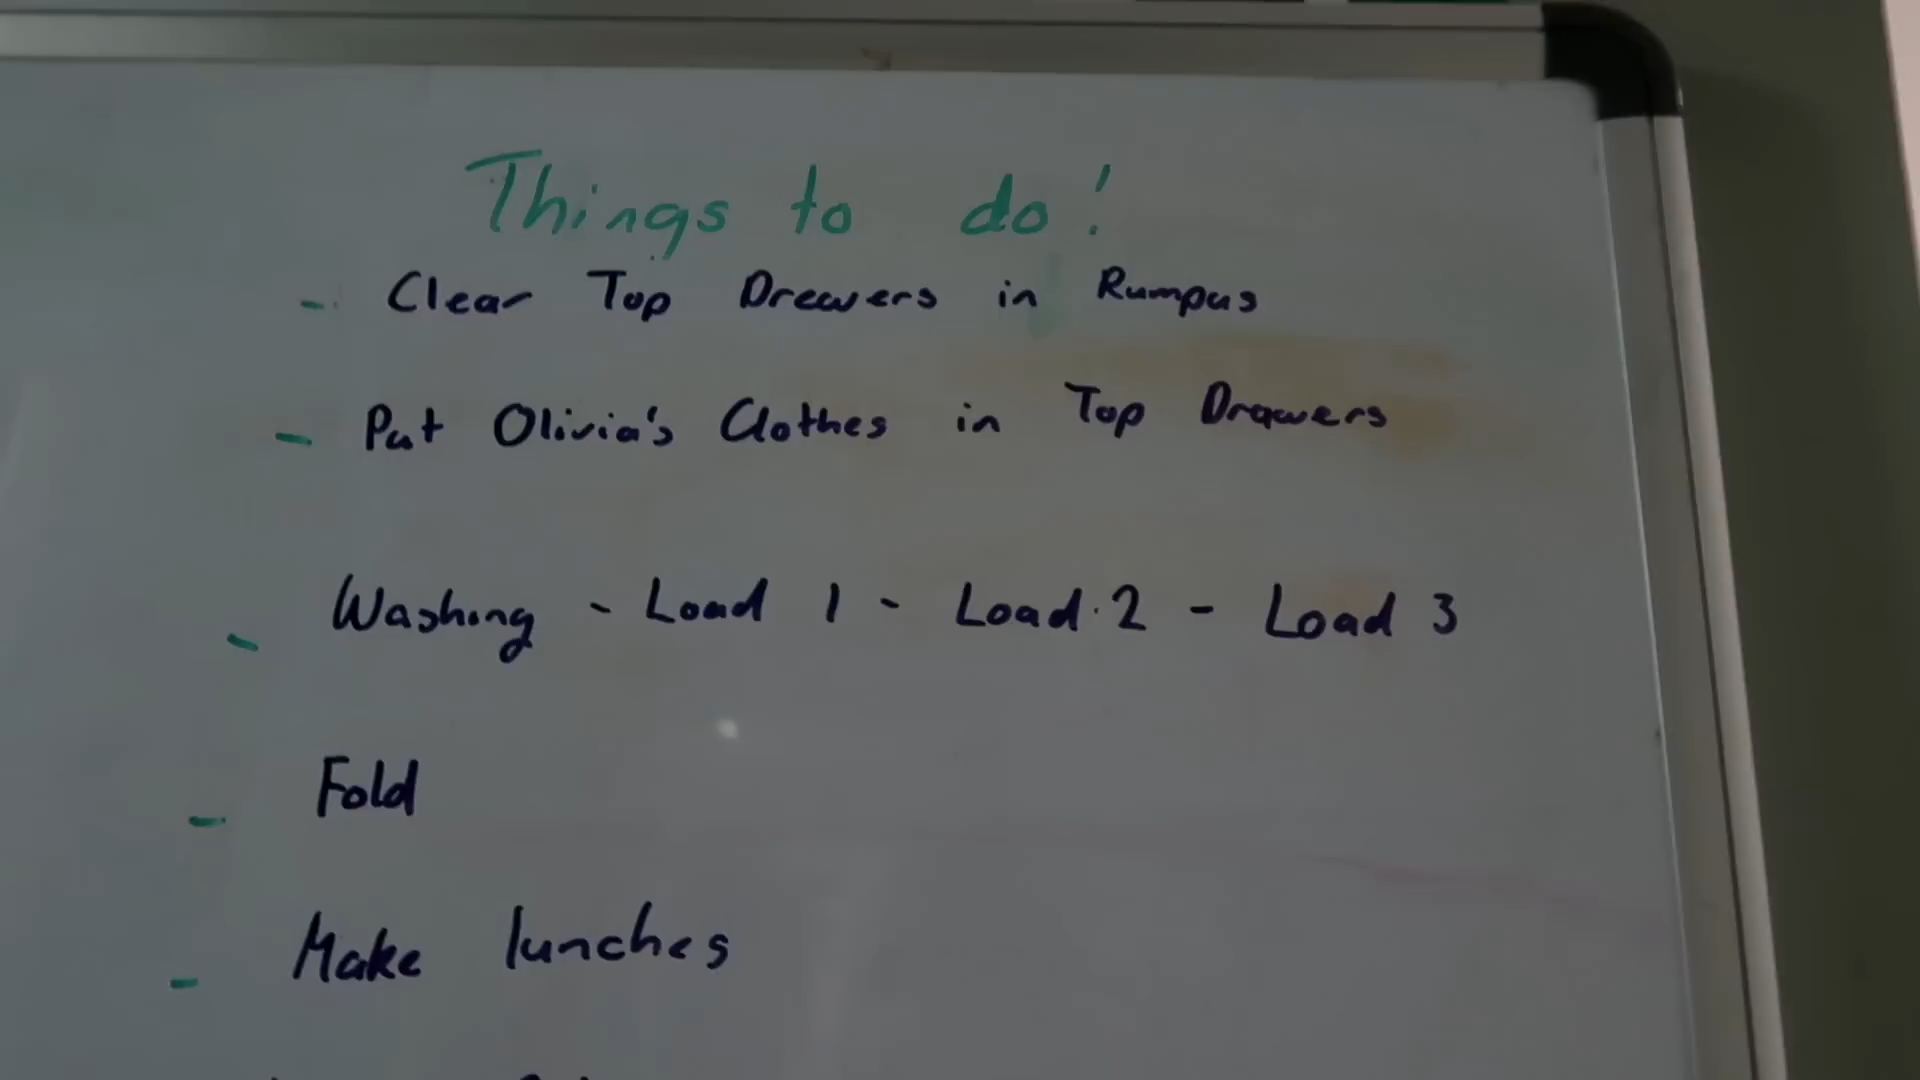 Things to do!
- Clear Top Drawers in Rumpus
- Put Olivia's Clothes in Top Drawers
- Washing - Load 1 - Load 2 - Load 3
- Fold
- Make lunches